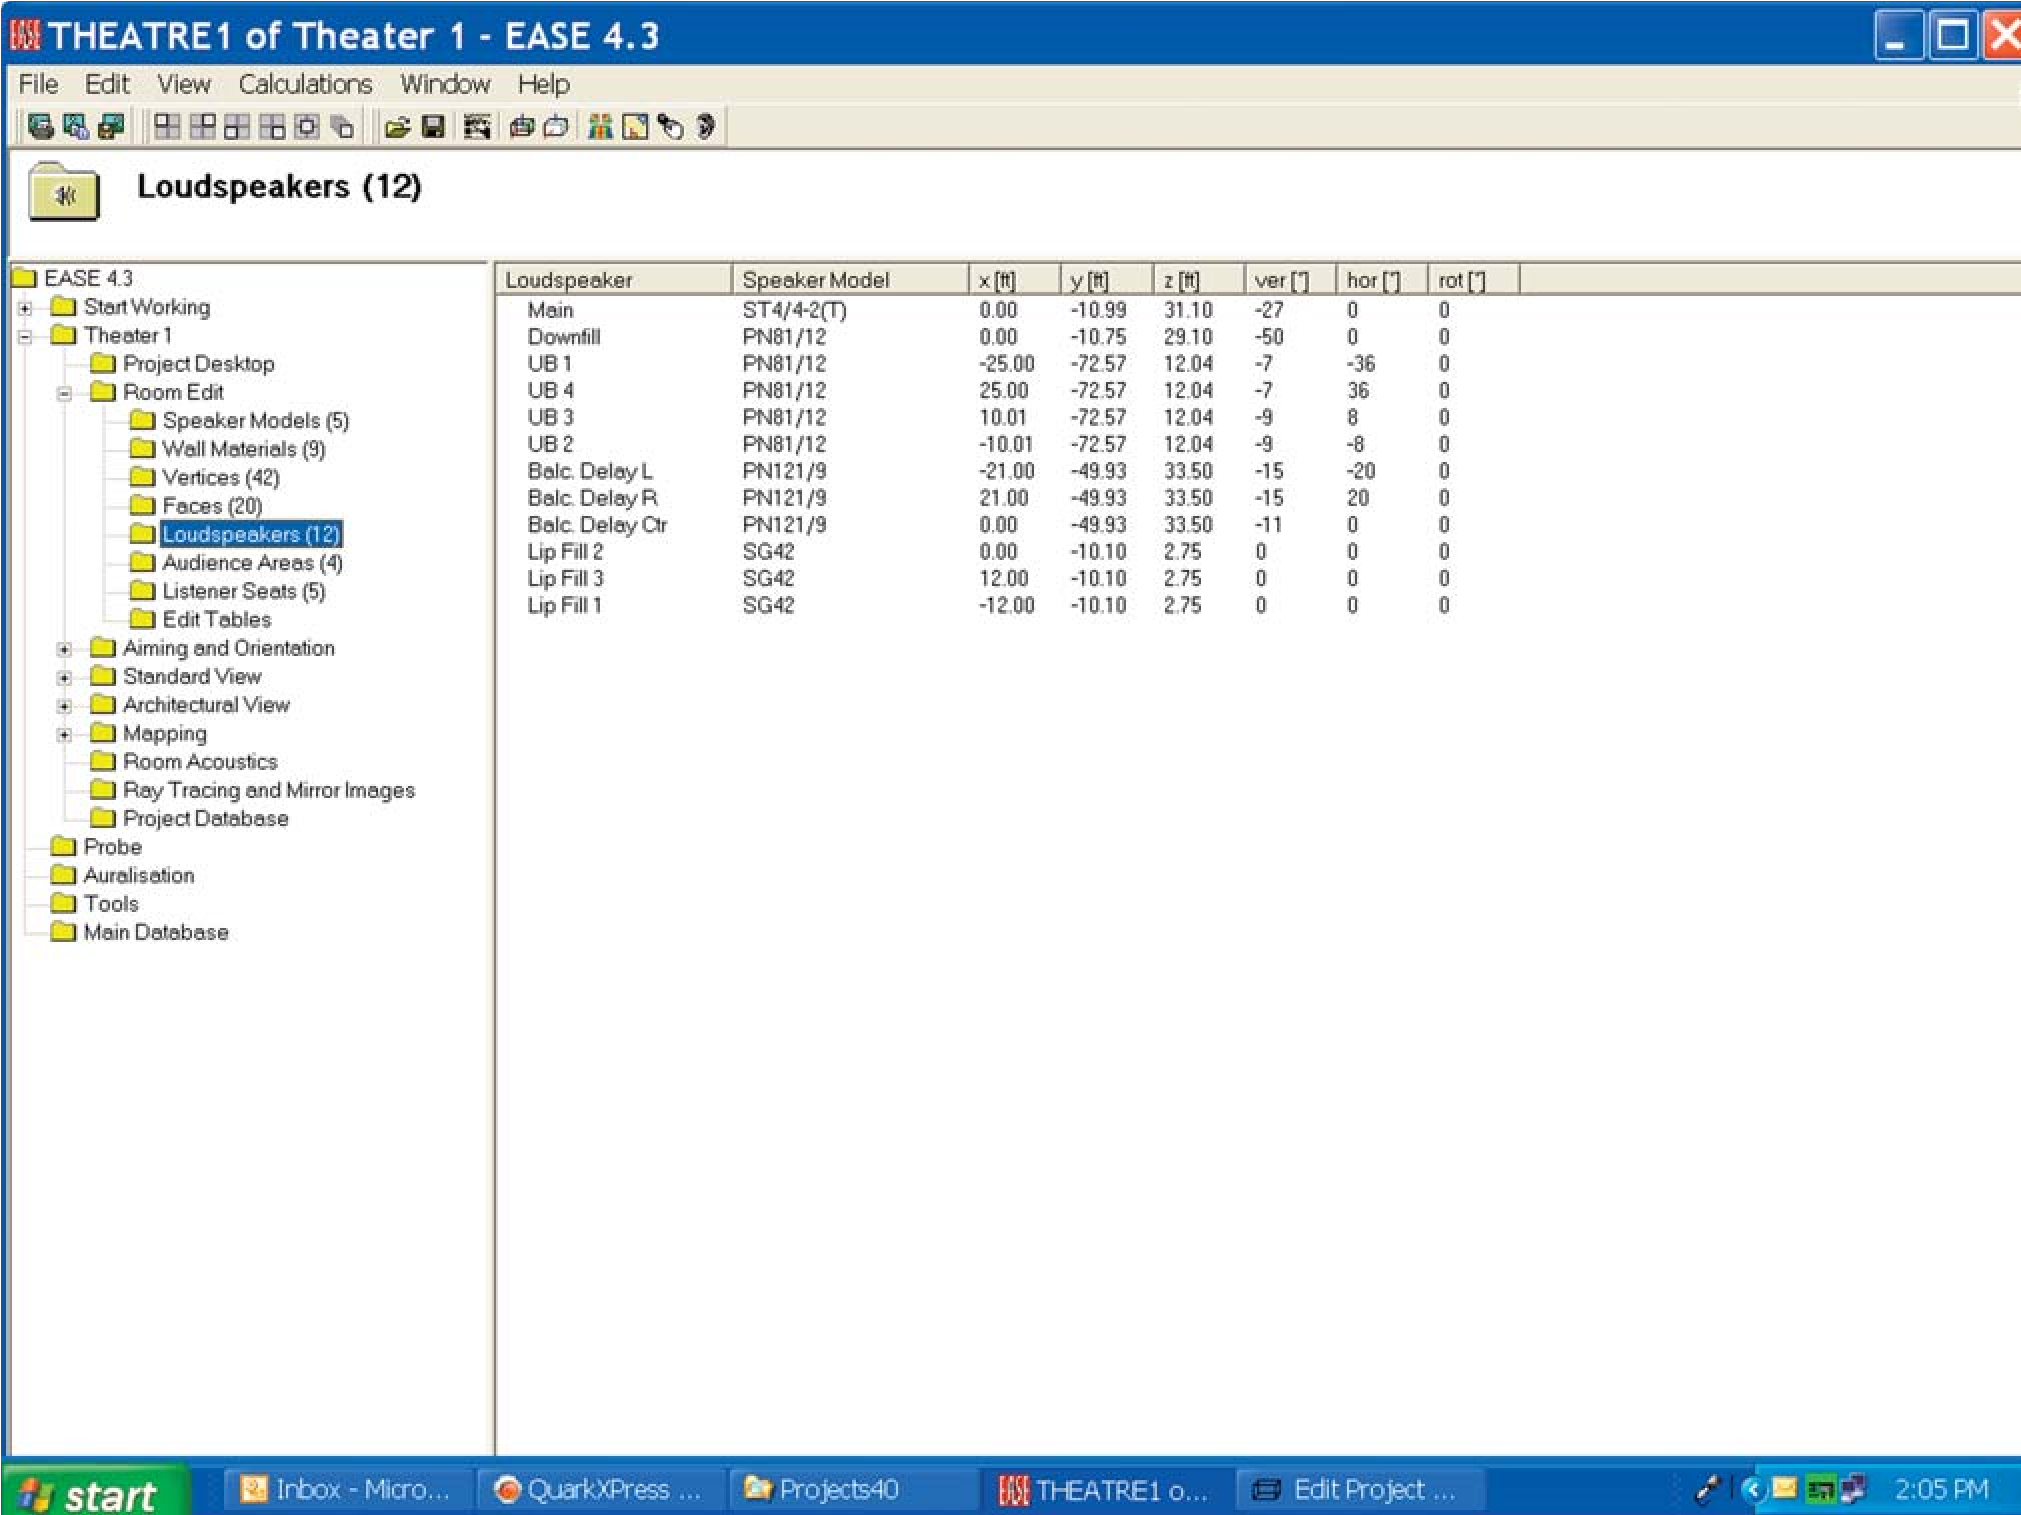 THEATRE1 of Theater 1 - EASE 4.3
File Edit View Calculations Window Help
Loudspeakers (12)
EASE 4.3
Start Working
Theater 1
Project Desktop
Room Edit
Speaker Models (5)
Wall Materials (9)
Vertices (42)
Faces (20)
Loudspeakers (12)
Audience Areas (4)
Listener Seats (5)
Edit Tables
Aiming and Orientation
Standard View
Architectural View
Mapping
Room Acoustics
Ray Tracing and Mirror Images
Project Database
Probe
Auralisation
Tools
Main Database
Loudspeaker Speaker Model x [ft] y [ft] z [ft] ver [°] hor [°] rot [°]
Main ST4/4-2(T) 0.00 -10.99 31.10 -27 0 0
Downfill PN81/12 0.00 -10.75 29.10 -50 0 0
UB 1 PN81/12 -25.00 -72.57 12.04 -7 -36 0
UB 4 PN81/12 25.00 -72.57 12.04 -7 36 0
UB 3 PN81/12 10.01 -72.57 12.04 -9 8 0
UB 2 PN81/12 -10.01 -72.57 12.04 -9 -8 0
Balc. Delay L PN121/9 -21.00 -49.93 33.50 -15 -20 0
Balc. Delay R PN121/9 21.00 -49.93 33.50 -15 20 0
Balc. Delay Ctr PN121/9 0.00 -49.93 33.50 -11 0 0
Lip Fill 2 SG42 0.00 -10.10 2.75 0 0 0
Lip Fill 3 SG42 12.00 -10.10 2.75 0 0 0
Lip Fill 1 SG42 -12.00 -10.10 2.75 0 0 0
start Inbox - Micro... QuarkXPress ... Projects40 EASE THEATRE1 o... Edit Project ... 2:05 PM